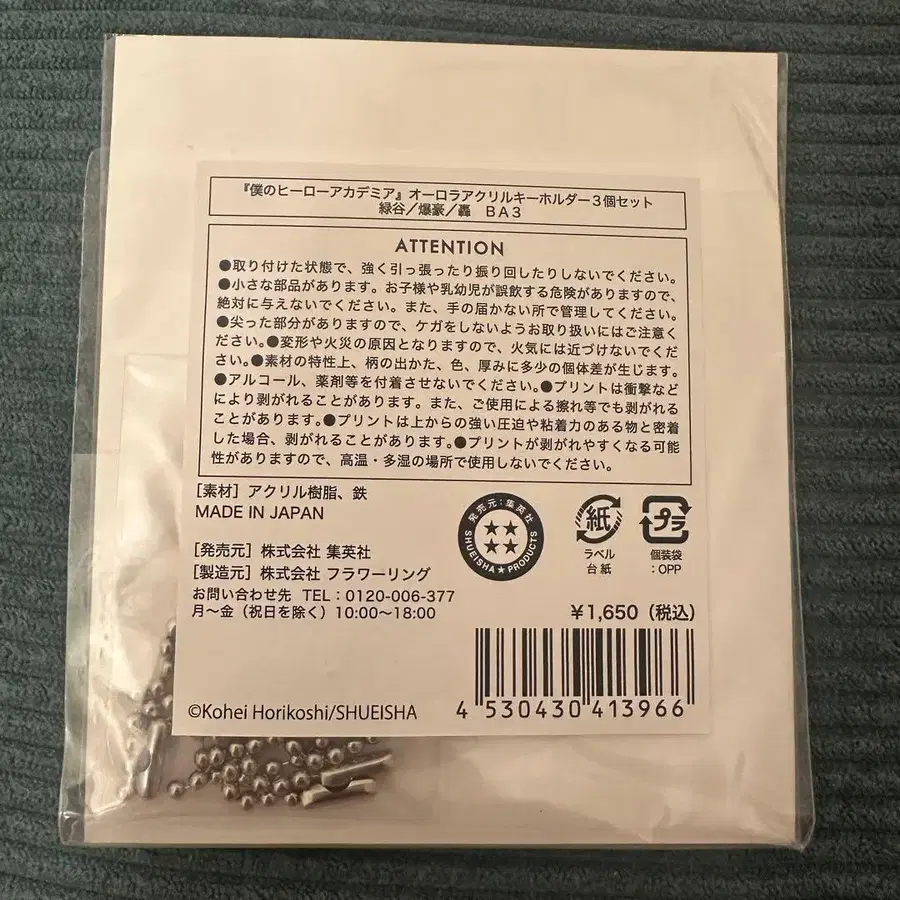 『僕のヒーローアカデミア』オーロラアクリルキーホルダー３個セット
緑谷／爆豪／轟　ＢＡ３
ATTENTION
●取り付けた状態で、強く引っ張ったり振り回したりしないでください。
●小さな部品があります。お子様や乳幼児が誤飲する危険がありますので、
絶対に与えないでください。また、手の届かない所で管理してください。
●尖った部分がありますので、ケガをしないようお取り扱いにはご注意く
ださい。●変形や火災の原因となりますので、火気には近づけないでくだ
さい。●素材の特性上、柄の出かた、色、厚みに多少の個体差が生じます。
●アルコール、薬剤等を付着させないでください。●プリントは衝撃など
により剥がれることがあります。また、ご使用による擦れ等でも剥がれる
ことがあります。●プリントは上からの強い圧迫や粘着力のある物と密着
した場合、剥がれることがあります。●プリントが剥がれやすくなる可能
性がありますので、高温・多湿の場所で使用しないでください。
［素材］アクリル樹脂、鉄
MADE IN JAPAN
［発売元］株式会社 集英社
［製造元］株式会社 フラワーリング
お問い合わせ先 TEL：0120-006-377
月～金（祝日を除く）10:00～18:00
発売元：集英社
SHUEISHA★PRODUCTS
紙
ラベル
台紙
プラ
個装袋
：OPP
￥1,650（税込）
4 530430 413966
©Kohei Horikoshi/SHUEISHA